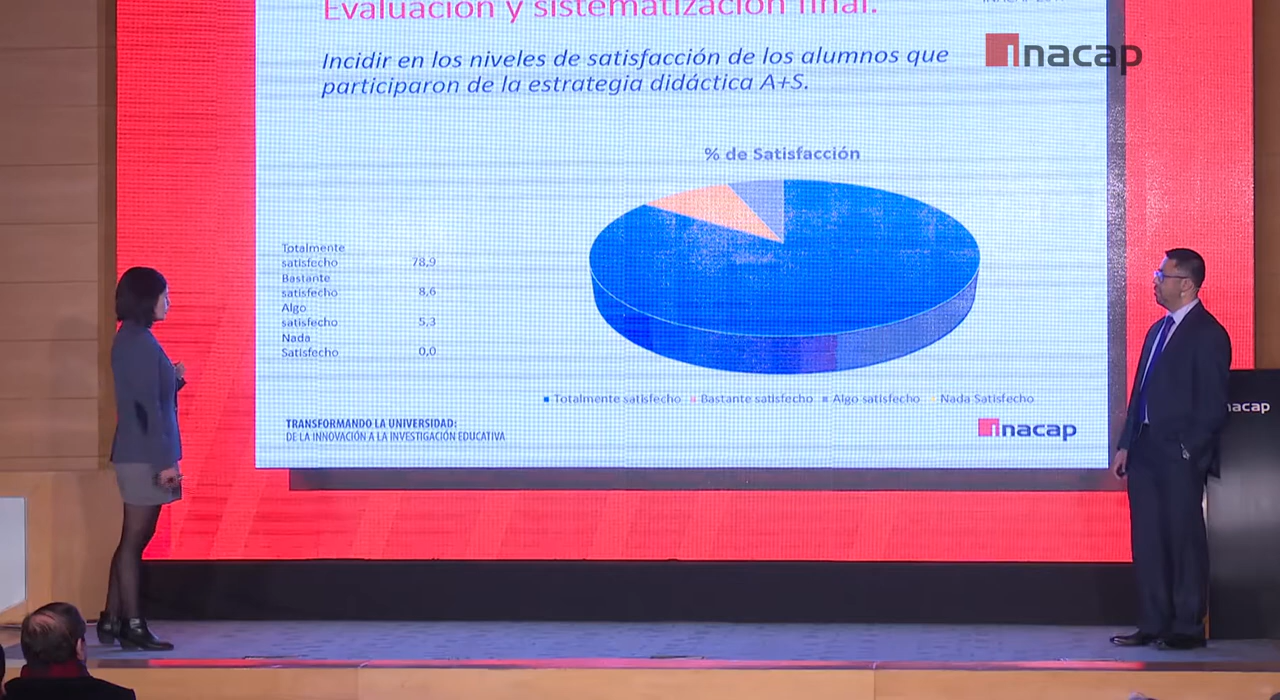 Evaluación y sistematización final.
inacap
Incidir en los niveles de satisfacción de los alumnos que
participaron de la estrategia didáctica A+S.
% de Satisfacción
Totalmente
satisfecho 78,9
Bastante
satisfecho 8,6
Algo
satisfecho 5,3
Nada
Satisfecho 0,0
Totalmente satisfecho Bastante satisfecho Algo satisfecho Nada Satisfecho
TRANSFORMANDO LA UNIVERSIDAD:
DE LA INNOVACIÓN A LA INVESTIGACIÓN EDUCATIVA
inacap
nacap